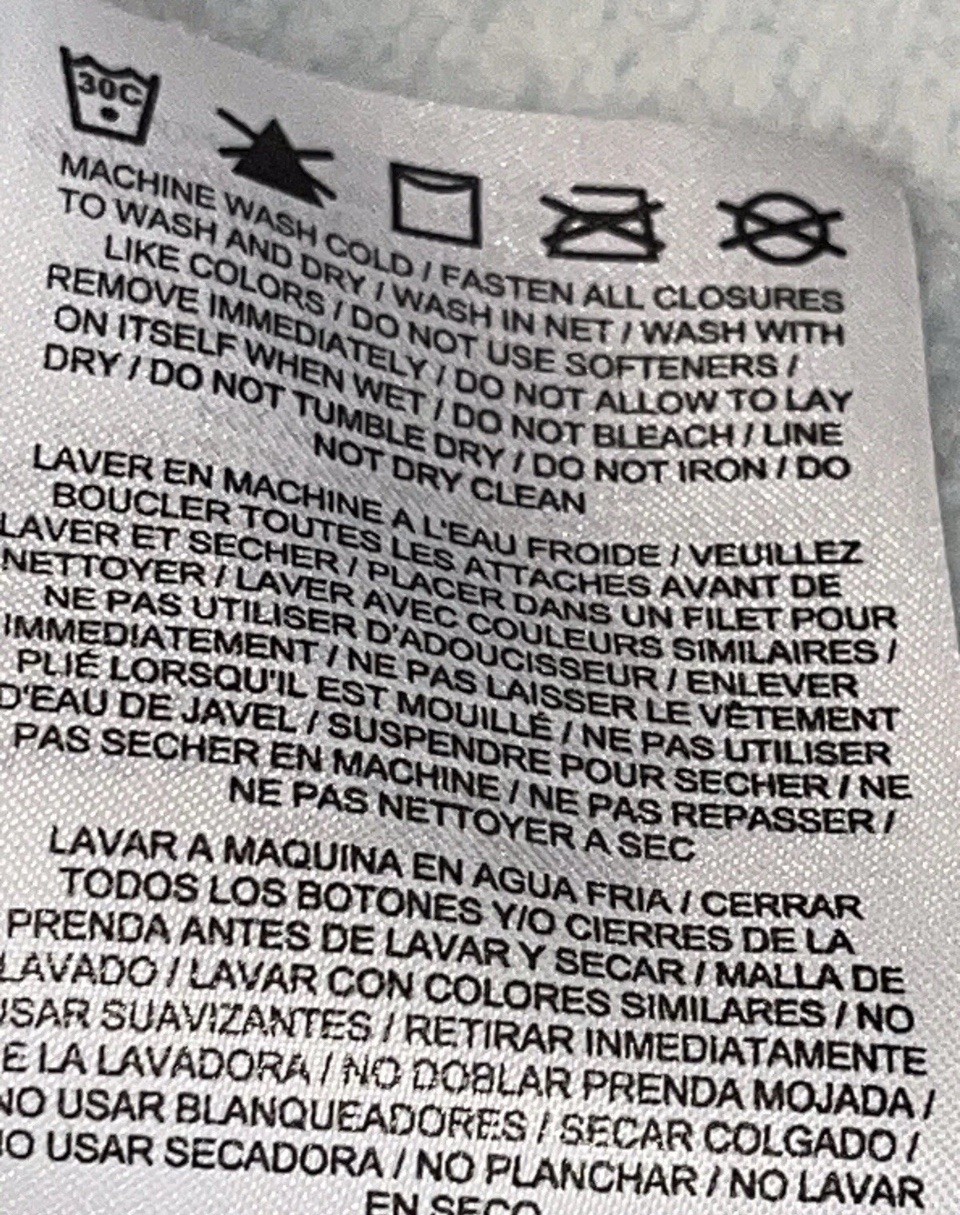 30C
MACHINE WASH COLD / FASTEN ALL CLOSURES
TO WASH AND DRY / WASH IN NET / WASH WITH
LIKE COLORS / DO NOT USE SOFTENERS /
REMOVE IMMEDIATELY / DO NOT ALLOW TO LAY
ON ITSELF WHEN WET / DO NOT BLEACH / LINE
DRY / DO NOT TUMBLE DRY / DO NOT IRON / DO
NOT DRY CLEAN
LAVER EN MACHINE A L'EAU FROIDE / VEUILLEZ
BOUCLER TOUTES LES ATTACHES AVANT DE
LAVER ET SECHER / PLACER DANS UN FILET POUR
NETTOYER / LAVER AVEC COULEURS SIMILAIRES /
NE PAS UTILISER D'ADOUCISSEUR / ENLEVER
IMMEDIATEMENT / NE PAS LAISSER LE VÊTEMENT
PLIÉ LORSQU'IL EST MOUILLÉ / NE PAS UTILISER
D'EAU DE JAVEL / SUSPENDRE POUR SECHER / NE
PAS SECHER EN MACHINE / NE PAS REPASSER /
NE PAS NETTOYER A SEC
LAVAR A MAQUINA EN AGUA FRIA / CERRAR
TODOS LOS BOTONES Y/O CIERRES DE LA
PRENDA ANTES DE LAVAR Y SECAR / MALLA DE
LAVADO / LAVAR CON COLORES SIMILARES / NO
USAR SUAVIZANTES / RETIRAR INMEDIATAMENTE
E LA LAVADORA / NO DOBLAR PRENDA MOJADA /
NO USAR BLANQUEADORES / SECAR COLGADO /
NO USAR SECADORA / NO PLANCHAR / NO LAVAR
EN SECO